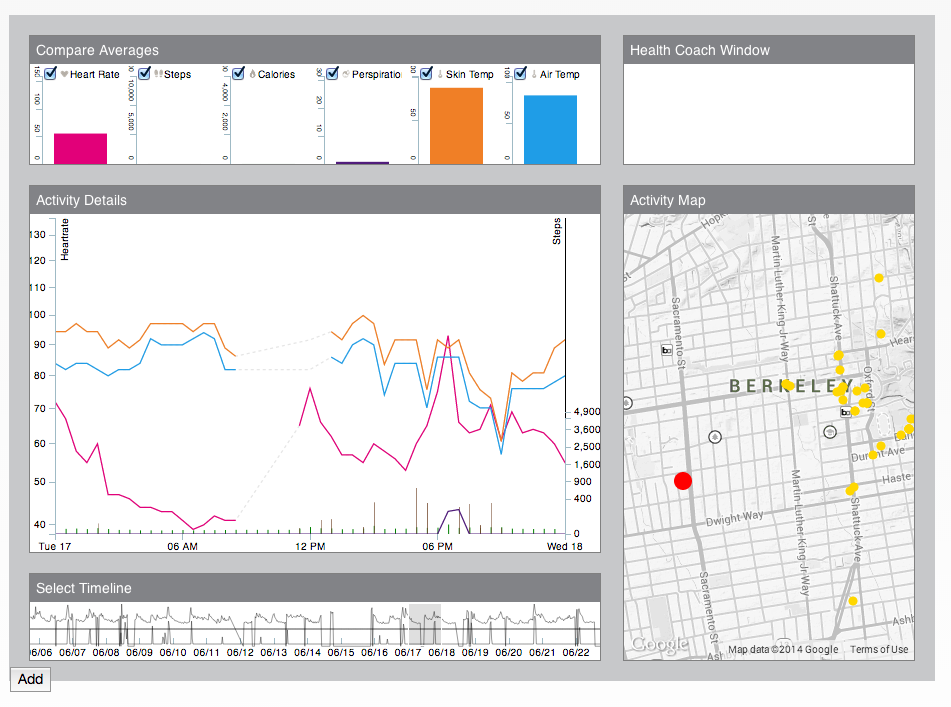 Compare Averages
150 100 50 0
Heart Rate
10,000 5,000 0
Steps
4,000 2,000 0
Calories
30 20 10 0
Perspiratio
50 0
Skin Temp
100 50 0
Air Temp
Health Coach Window
Activity Details
Heartrate
Steps
130
120
110
100
90
80
70
60
50
40
4,900
3,600
2,500
1,600
900
400
0
Tue 17 06 AM 12 PM 06 PM Wed 18
Activity Map
Hopk
St
St
Martin Luther King Jr Way
Shattuck Ave
Sacramento St
Hear
Oxford St
BERKELEY
Durant Ave
Haste
Dwight Way
Martin Luther King Jr Way
Shattuck Ave
Sacramento St
Ashb
Ash
Google
Map data ©2014 Google Terms of Use
Select Timeline
06/06 06/07 06/08 06/09 06/10 06/11 06/12 06/13 06/14 06/15 06/16 06/17 06/18 06/19 06/20 06/21 06/22
Add